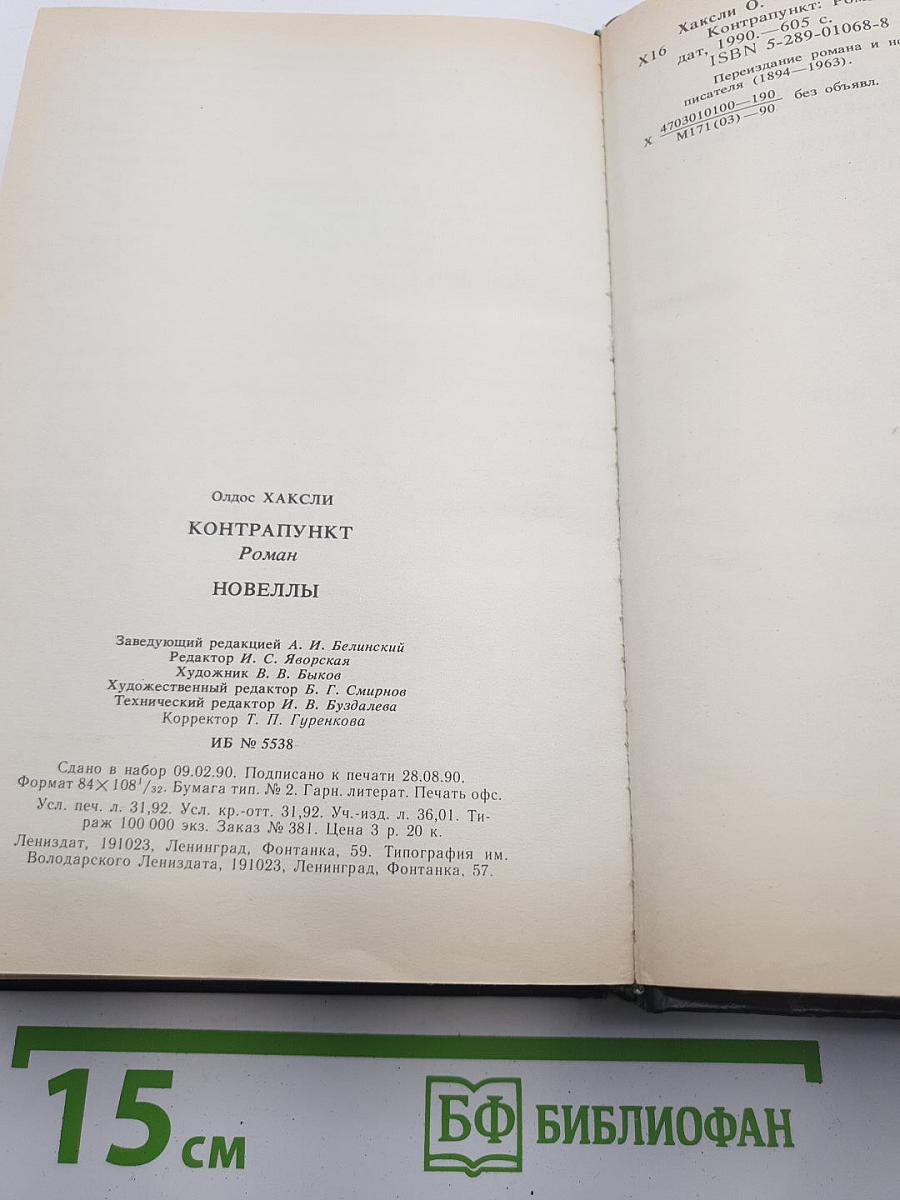 Олдос ХАКСЛИ
КОНТРАПУНКТ
Роман
НОВЕЛЛЫ
Заведующий редакцией А. И. Белинский
Редактор И. С. Яворская
Художник В. В. Быков
Художественный редактор Б. Г. Смирнов
Технический редактор И. В. Буздалева
Корректор Т. П. Гуренкова
ИБ № 5538
Сдано в набор 09.02.90. Подписано к печати 28.08.90.
Формат 84×108¹/₃₂. Бумага тип. № 2. Гарн. литерат. Печать офс.
Усл. печ. л. 31,92. Усл. кр.-отт. 31,92. Уч.-изд. л. 36,01. Ти-
раж 100 000 экз. Заказ № 381. Цена 3 р. 20 к.
Лениздат, 191023, Ленинград, Фонтанка, 59. Типография им.
Володарского Лениздата, 191023, Ленинград, Фонтанка, 57.
Хаксли О.
Х16 Контрапункт:
дат, 1990.—605 с.
ISBN 5-289-01068-8
Переиздание романа и
писателя (1894—1963).
Х 4703010100—190 без объявл.
М171(03)—90
15 см
БФ БИБЛИОФАН